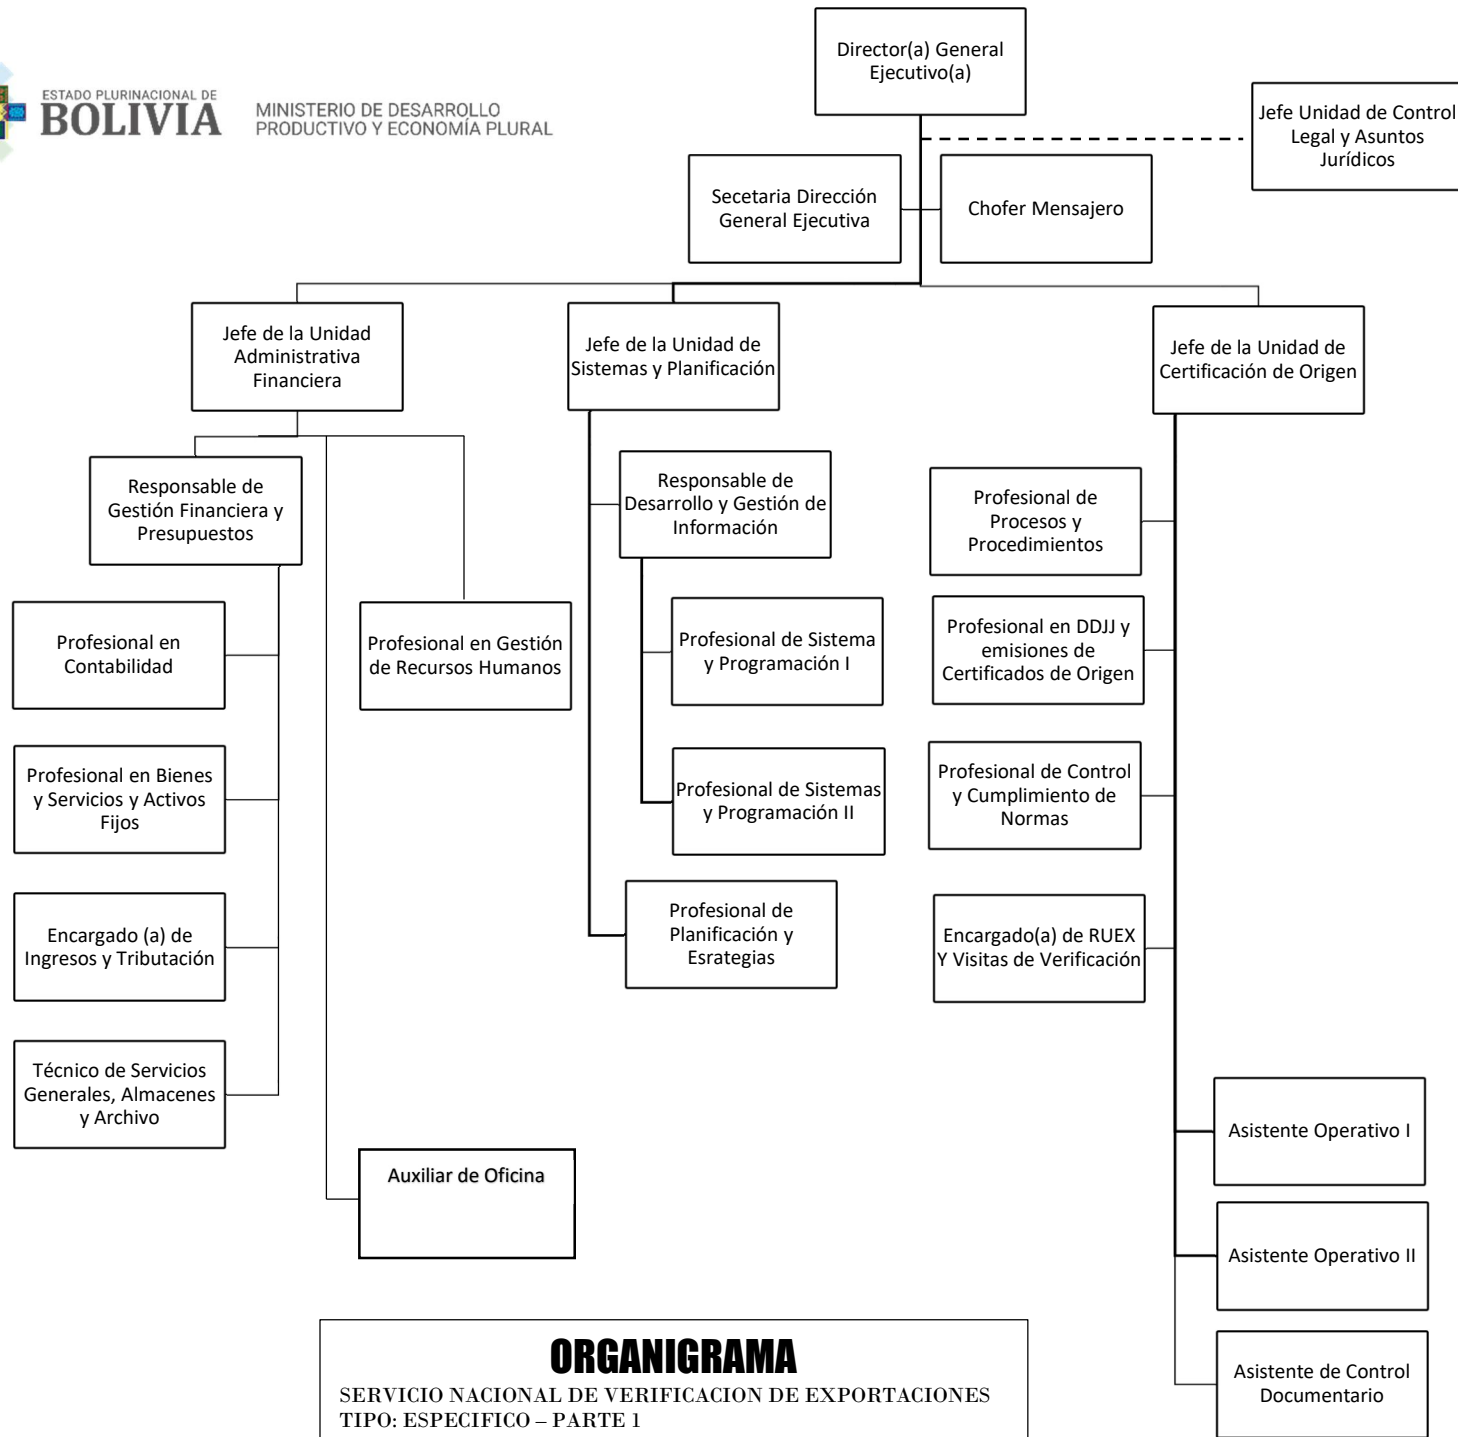 Director(a) General
Ejecutivo(a)
ESTADO PLURINACIONAL DE
BOLIVIA
MINISTERIO DE DESARROLLO
PRODUCTIVO Y ECONOMÍA PLURAL
Jefe Unidad de Control
Legal y Asuntos
Jurídicos
Secetaria Dirección
General Ejecutiva
Chofer Mensajero
Jefe de la Unidad
Administrativa
Financiera
Jefe de la Unidad de
Sistemas y Planificación
Jefe de la Unidad de
Certificación de Origen
Responsable de
Gestión Financiera y
Presupuestos
Profesional en
Contabilidad
Profesional en Bienes
y Servicios y Activos
Fijos
Encargado (a) de
Ingresos y Tributación
Técnico de Servicios
Generales, Almacenes
y Archivo
Profesional en Gestión
de Recursos Humanos
Auxiliar de Oficina
Responsable de
Desarrollo y Gestión de
Información
Profesional de Sistema
y Programación I
Profesional de Sistemas
y Programación II
Profesional de
Planificación y
Esrategias
Profesional de
Procesos y
Procedimientos
Profesional en DDJJ y
emisiones de
Certificados de Origen
Profesional de Control
y Cumplimiento de
Normas
Encargado(a) de RUEX
Y Visitas de Verificación
Asistente Operativo I
Asistente Operativo II
Asistente de Control
Documentario
ORGANIGRAMA
SERVICIO NACIONAL DE VERIFICACION DE EXPORTACIONES
TIPO: ESPECIFICO – PARTE 1